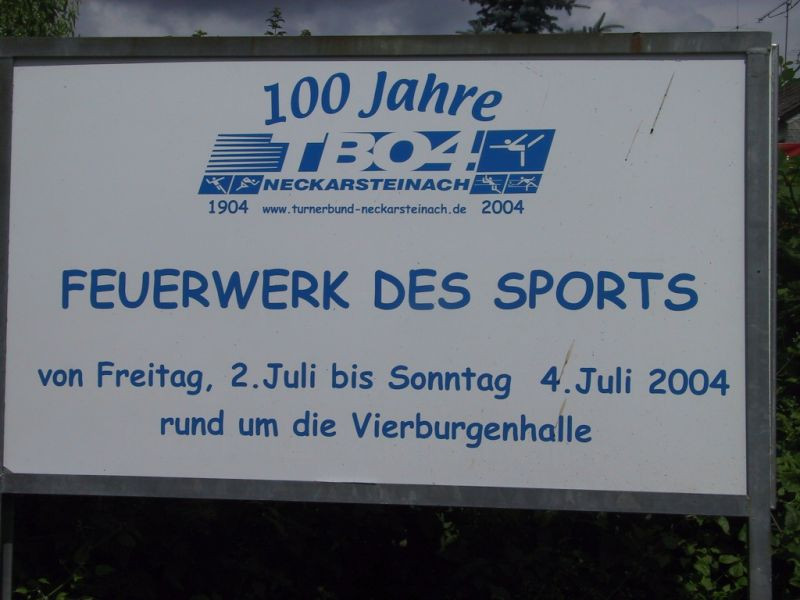 100 Jahre
TB04
NECKARSTEINACH
1904 www.turnerbund-neckarsteinach.de 2004
FEUERWERK DES SPORTS
von Freitag, 2.Juli bis Sonntag 4.Juli 2004
rund um die Vierburgenhalle